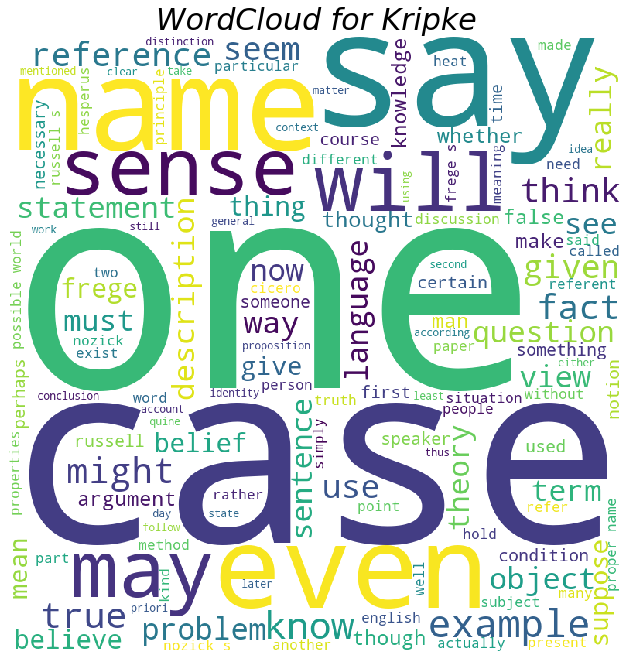 WordCloud for Kripke
distinction
reference
seem
say
made
mentioned
clear
take
particular
heat
name
matter
knowledge
hesperus
principle
context
whether
time
really
necessary
russell s
course
idea
sense
different
will
using
frege s
meaning
need
think
statement
thing
thought
discussion
false
see
general
make
said
called
work
still
one
description
two
now
language
second
certain
given
possible world
frege
cicero
referent
fact
must
someone
way
man
according
question
nozick
exist
proposition
paper
something
perhaps
give
view
either
person
conclusion
word
identity
first
situation
least
without
notion
case
account
quine
truth
people
simply
thus
properties
russell
belief
sentence
speaker
theory
used
might
rather
use
term
argument
point
refer
day
state
hold
follow
mean
part
method
may
even
well
condition
kind
later
object
suppose
proper name
true
priori
subject
many
english
believe
problem
know
though
example
nozick s
another
actually
present